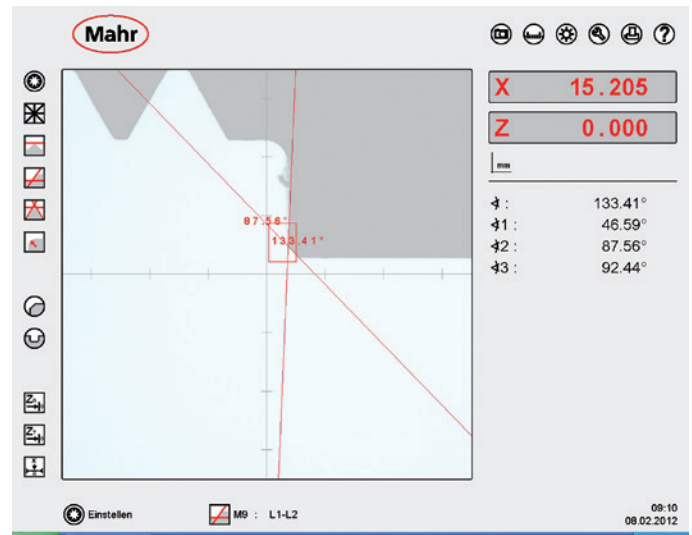 Mahr
X 15.205
Z 0.000
mm
∢ : 133.41°
∢1 : 46.59°
∢2 : 87.56°
∢3 : 92.44°
87.56°
133.41°
Einstellen
M9 : L1-L2
09:10
08.02.2012